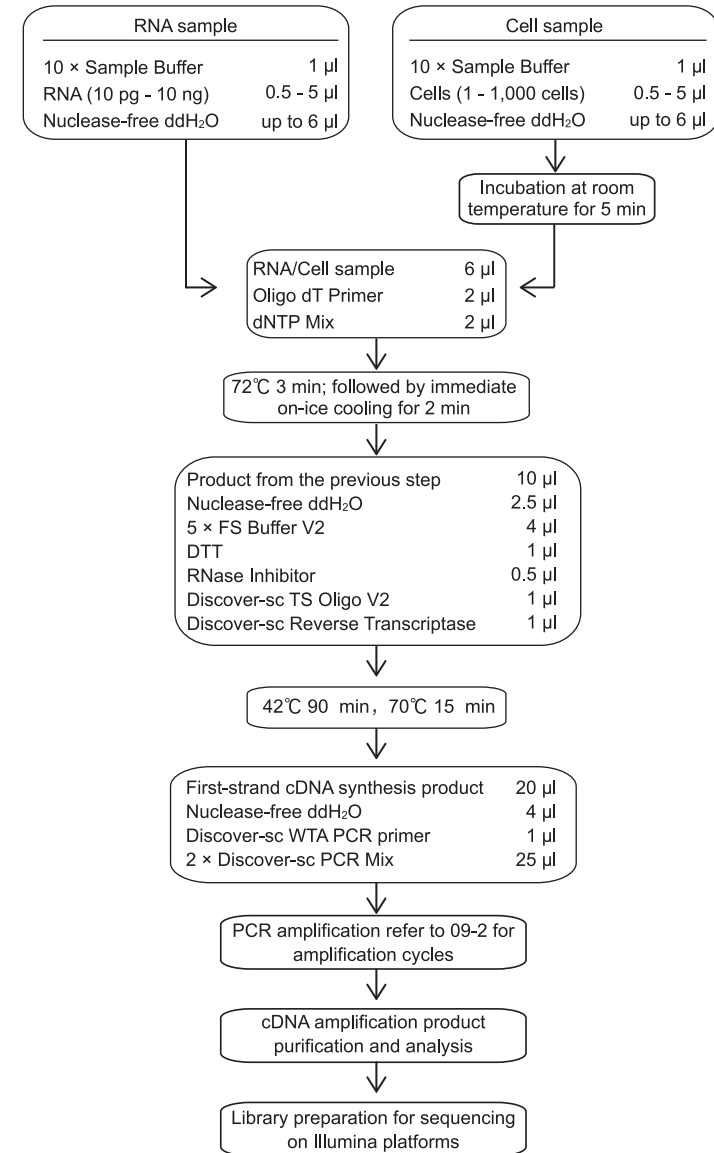 RNA sample
10 × Sample Buffer 1 µl
RNA (10 pg - 10 ng) 0.5 - 5 µl
Nuclease-free ddH₂O up to 6 µl
Cell sample
10 × Sample Buffer 1 µl
Cells (1 - 1,000 cells) 0.5 - 5 µl
Nuclease-free ddH₂O up to 6 µl
Incubation at room
temperature for 5 min
RNA/Cell sample 6 µl
Oligo dT Primer 2 µl
dNTP Mix 2 µl
72℃ 3 min; followed by immediate
on-ice cooling for 2 min
Product from the previous step 10 µl
Nuclease-free ddH₂O 2.5 µl
5 × FS Buffer V2 4 µl
DTT 1 µl
RNase Inhibitor 0.5 µl
Discover-sc TS Oligo V2 1 µl
Discover-sc Reverse Transcriptase 1 µl
42℃ 90 min，70℃ 15 min
First-strand cDNA synthesis product 20 µl
Nuclease-free ddH₂O 4 µl
Discover-sc WTA PCR primer 1 µl
2 × Discover-sc PCR Mix 25 µl
PCR amplification refer to 09-2 for
amplification cycles
cDNA amplification product
purification and analysis
Library preparation for sequencing
on Illumina platforms